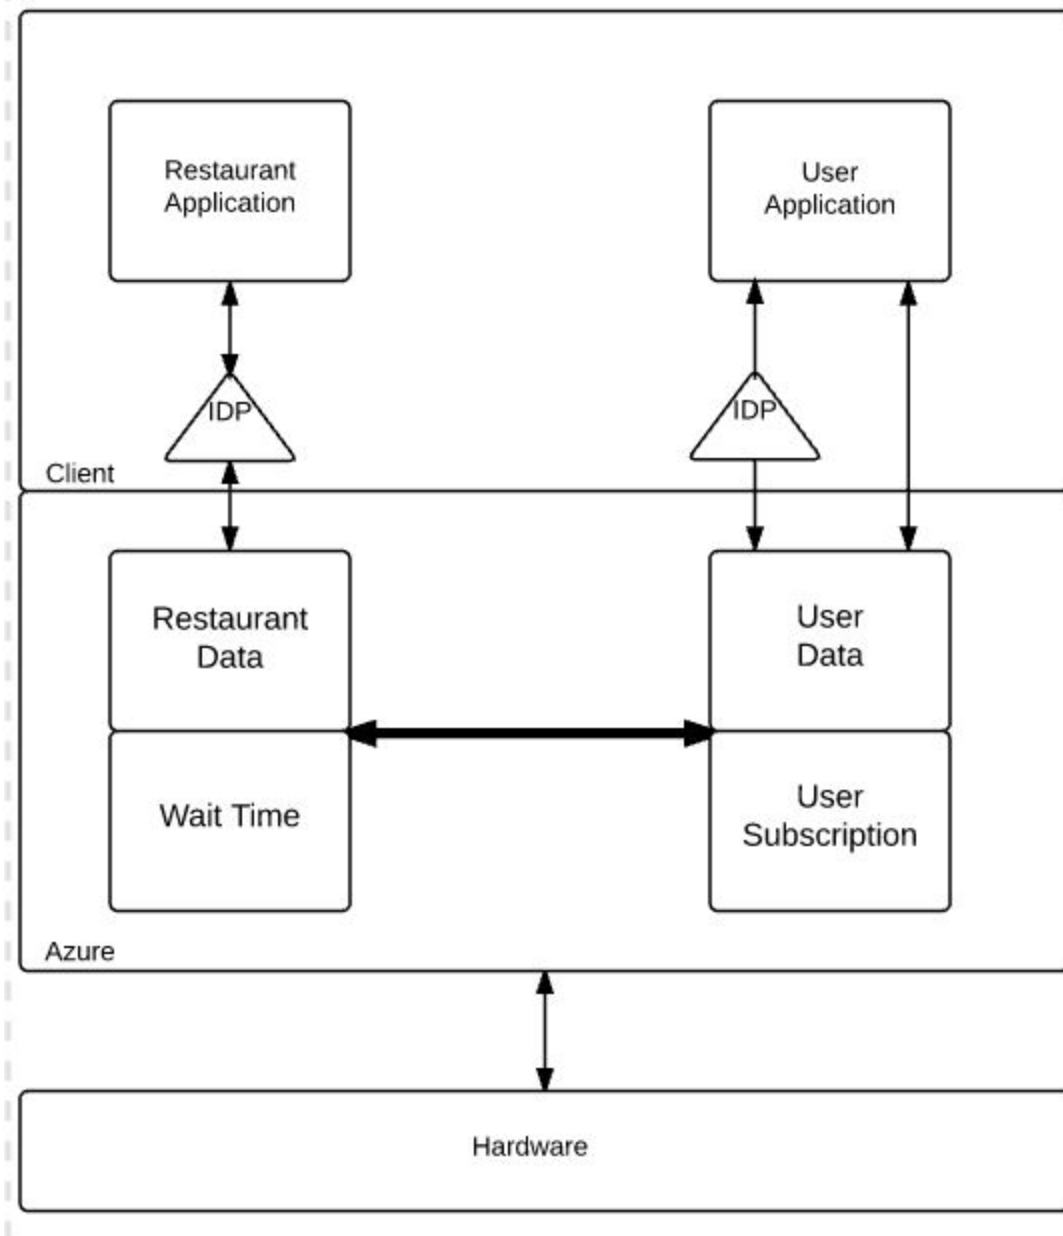 Restaurant
Application
User
Application
IDP
IDP
Client
Restaurant
Data
User
Data
Wait Time
User
Subscription
Azure
Hardware